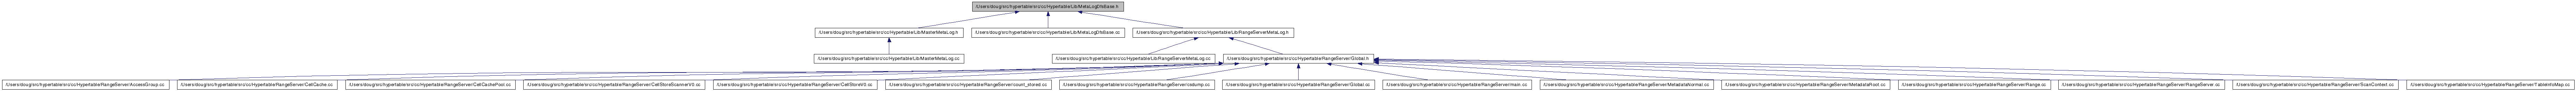 /Users/doug/src/hypertable/src/cc/Hypertable/Lib/MetaLogDfsBase.h
/Users/doug/src/hypertable/src/cc/Hypertable/Lib/MasterMetaLog.h
/Users/doug/src/hypertable/src/cc/Hypertable/Lib/MetaLogDfsBase.cc
/Users/doug/src/hypertable/src/cc/Hypertable/Lib/RangeServerMetaLog.h
/Users/doug/src/hypertable/src/cc/Hypertable/Lib/MasterMetaLog.cc
/Users/doug/src/hypertable/src/cc/Hypertable/Lib/RangeServerMetaLog.cc
/Users/doug/src/hypertable/src/cc/Hypertable/RangeServer/Global.h
/Users/doug/src/hypertable/src/cc/Hypertable/RangeServer/AccessGroup.cc
/Users/doug/src/hypertable/src/cc/Hypertable/RangeServer/CellCache.cc
/Users/doug/src/hypertable/src/cc/Hypertable/RangeServer/CellCachePool.cc
/Users/doug/src/hypertable/src/cc/Hypertable/RangeServer/CellStoreScannerV0.cc
/Users/doug/src/hypertable/src/cc/Hypertable/RangeServer/CellStoreV0.cc
/Users/doug/src/hypertable/src/cc/Hypertable/RangeServer/count_stored.cc
/Users/doug/src/hypertable/src/cc/Hypertable/RangeServer/csdump.cc
/Users/doug/src/hypertable/src/cc/Hypertable/RangeServer/Global.cc
/Users/doug/src/hypertable/src/cc/Hypertable/RangeServer/main.cc
/Users/doug/src/hypertable/src/cc/Hypertable/RangeServer/MetadataNormal.cc
/Users/doug/src/hypertable/src/cc/Hypertable/RangeServer/MetadataRoot.cc
/Users/doug/src/hypertable/src/cc/Hypertable/RangeServer/Range.cc
/Users/doug/src/hypertable/src/cc/Hypertable/RangeServer/RangeServer.cc
/Users/doug/src/hypertable/src/cc/Hypertable/RangeServer/ScanContext.cc
/Users/doug/src/hypertable/src/cc/Hypertable/RangeServer/TableInfoMap.cc